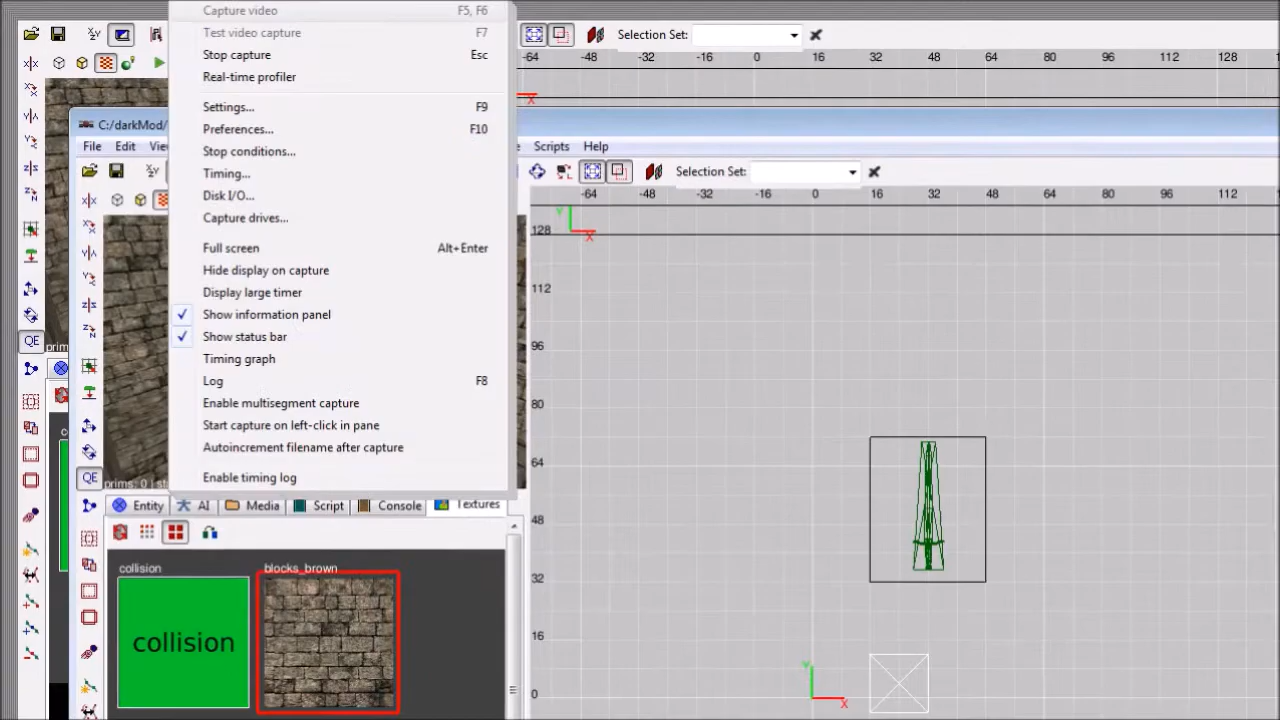 Capture video F5, F6
Test video capture F7
Stop capture Esc
Real-time profiler
Settings... F9
Preferences... F10
Stop conditions...
Timing...
Disk I/O...
Capture drives...
Full screen Alt+Enter
Hide display on capture
Display large timer
Show information panel
Show status bar
Timing graph
Log F8
Enable multisegment capture
Start capture on left-click in pane
Autoincrement filename after capture
Enable timing log
Selection Set:
-64 -48 -32 -16 0 16 32 48 64 80 96 112 128
X
C:/darkMod/
File Edit Scripts Help
Selection Set:
-64 -48 -32 -16 0 16 32 48 64 80 96 112
Y
X
128
112
96
80
64
48
32
16
0
Y
X
QE
QE
prims: 0 | st
Entity AI Media Script Console Textures
collision blocks_brown
collision